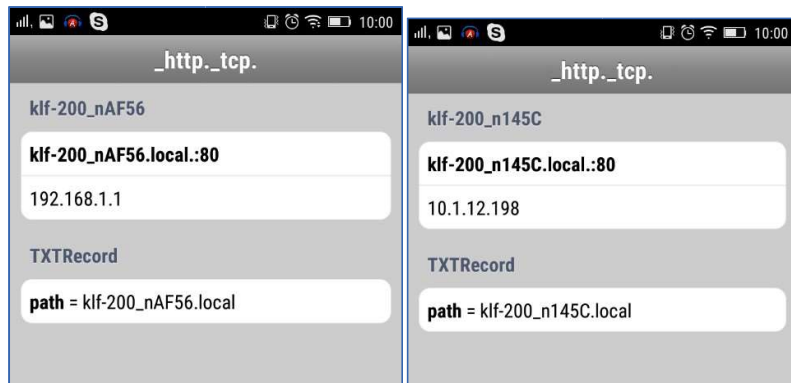 10:00
_http._tcp.
klf-200_nAF56
klf-200_nAF56.local.:80
192.168.1.1
TXTRecord
path = klf-200_nAF56.local
10:00
_http._tcp.
klf-200_n145C
klf-200_n145C.local.:80
10.1.12.198
TXTRecord
path = klf-200_n145C.local